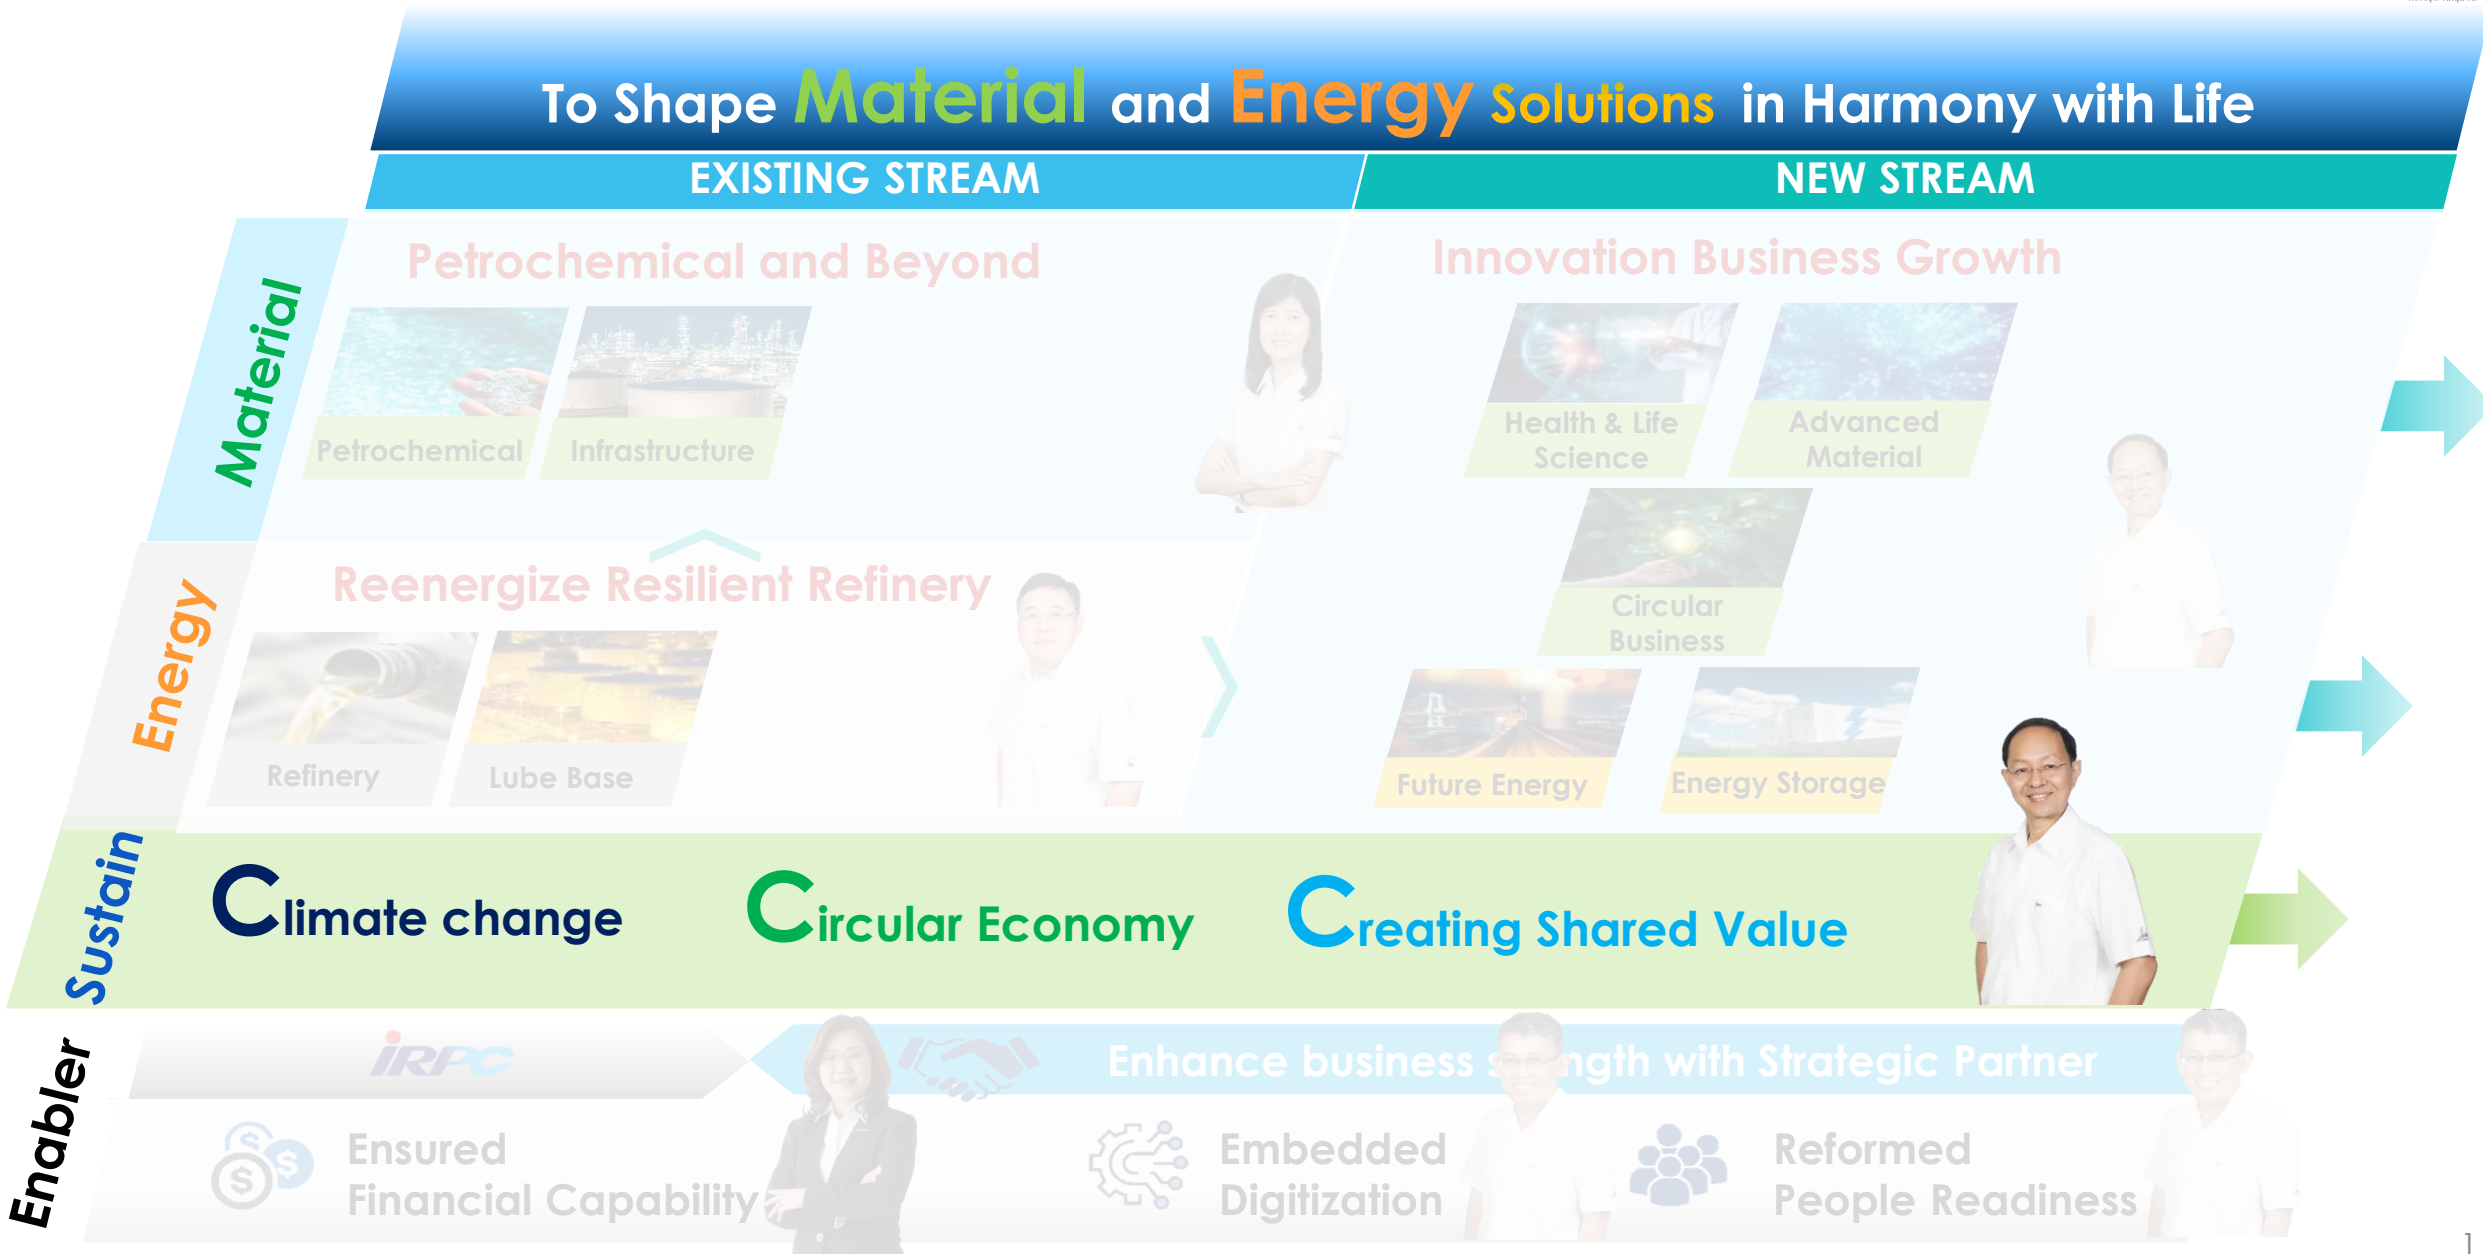 To Shape Material and Energy Solutions in Harmony with Life
EXISTING STREAM
NEW STREAM
Material
Petrochemical and Beyond
Petrochemical
Infrastructure
Innovation Business Growth
Health & Life
Science
Advanced
Material
Circular
Business
Energy
Reenergize Resilient Refinery
Refinery
Lube Base
Future Energy
Energy Storage
Sustain
Climate change
Circular Economy
Creating Shared Value
Enabler
iRPC
Enhance business with Strategic Partner
Ensured
Financial Capability
Embedded
Digitization
Reformed
People Readiness
1